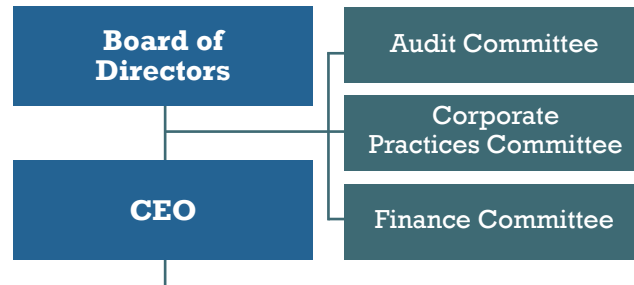 Board of
Directors
Audit Committee
Corporate
Practices Committee
CEO
Finance Committee